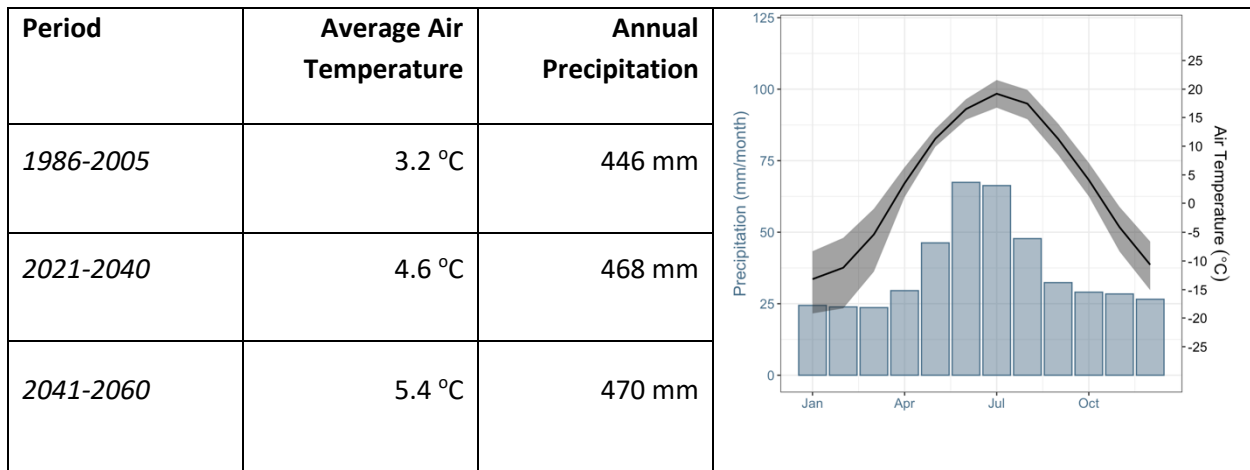 Period
Average Air
Temperature
Annual
Precipitation
1986-2005
3.2 °C
446 mm
2021-2040
4.6 °C
468 mm
2041-2060
5.4 °C
470 mm
125
100
75
50
25
0
Precipitation (mm/month)
Jan
Apr
Jul
Oct
25
20
15
10
5
0
-5
-10
-15
-20
-25
Air Temperature (°C)